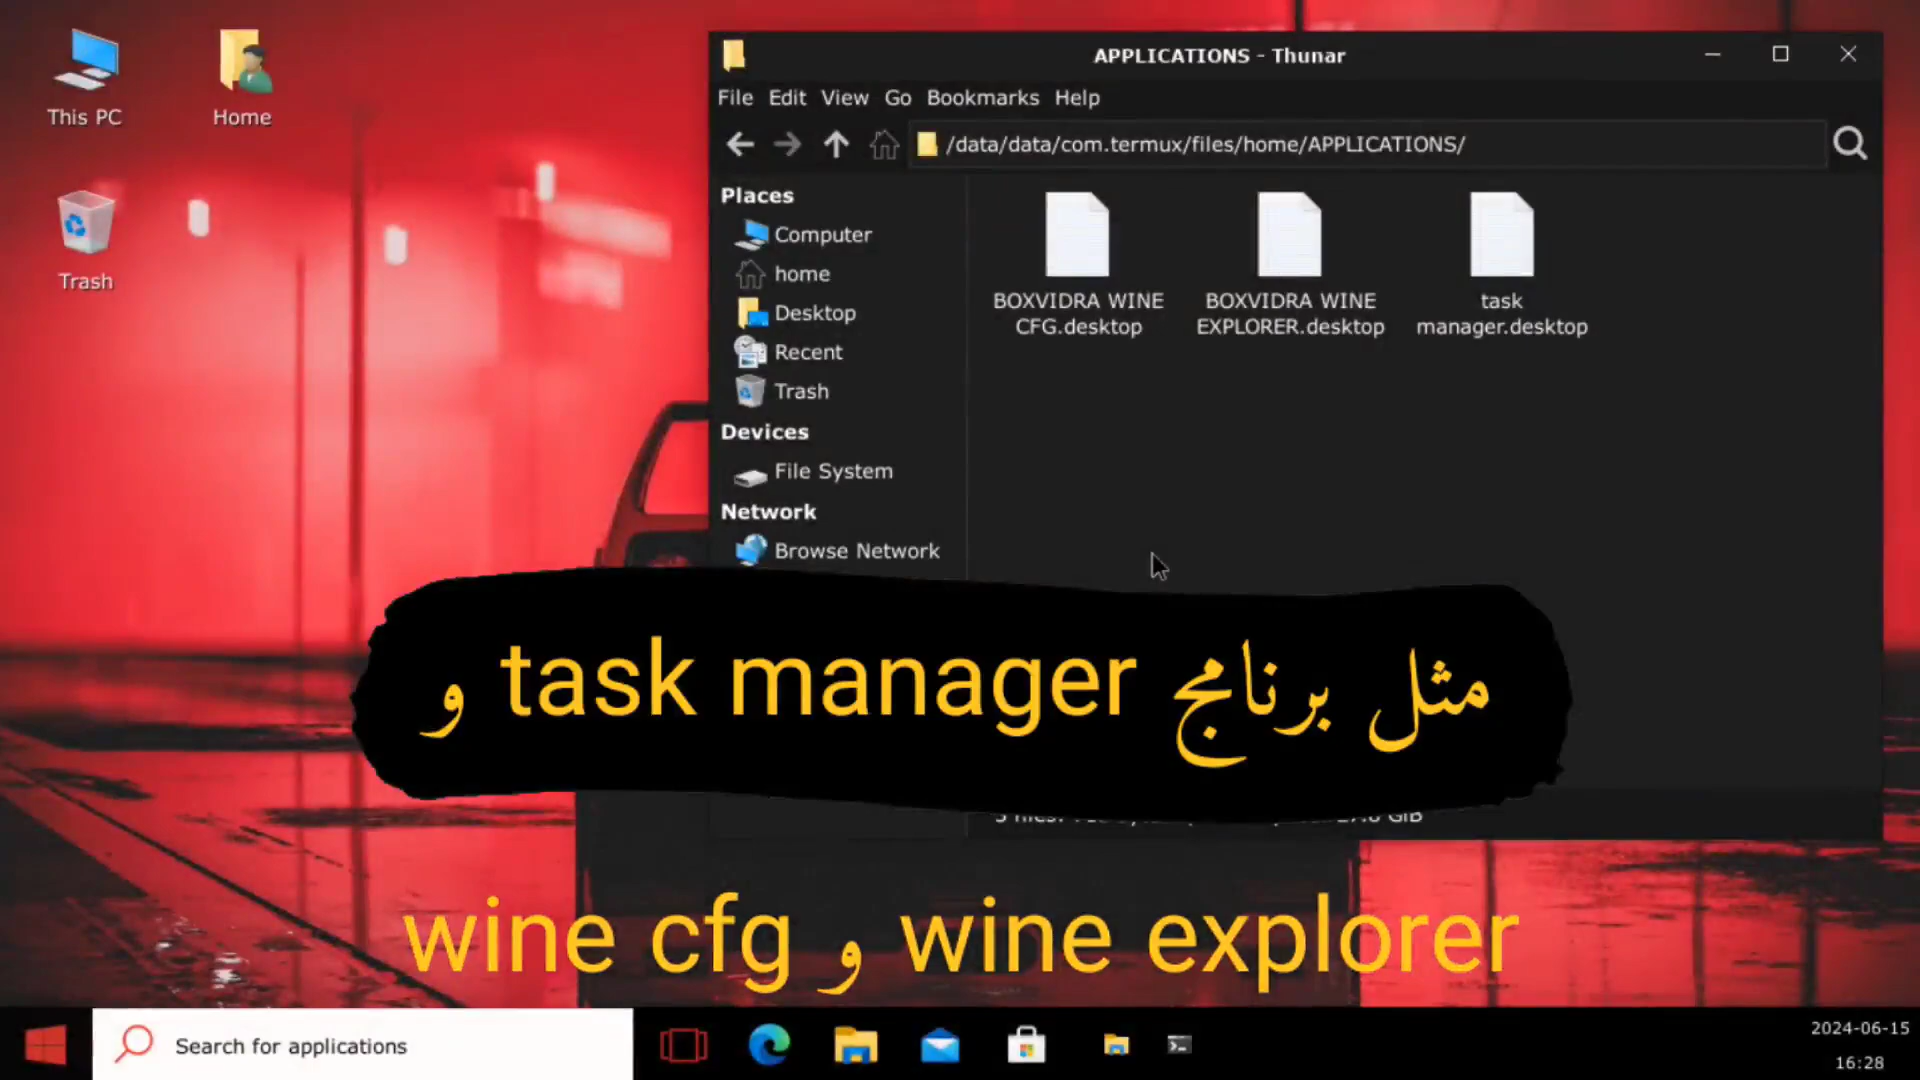 This PC
Home
Trash
APPLICATIONS - Thunar
File Edit View Go Bookmarks Help
/data/data/com.termux/files/home/APPLICATIONS/
Places
Computer
home
Desktop
Recent
Trash
Devices
File System
Network
Browse Network
BOXVIDRA WINE
CFG.desktop
BOXVIDRA WINE
EXPLORER.desktop
task
manager.desktop
مثل برنامج task manager و
wine explorer و wine cfg
Search for applications
2024-06-15
16:28